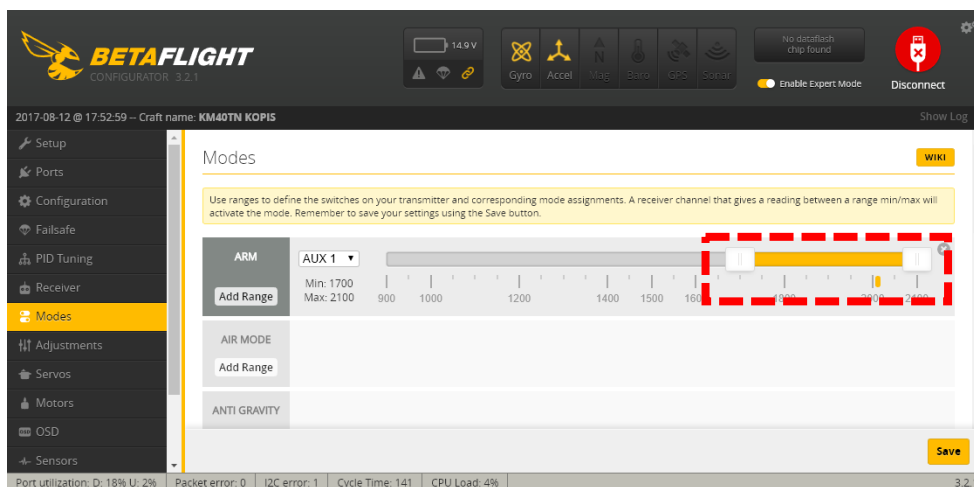 BETAFLIGHT
CONFIGURATOR 3.2.1
14.9 V
Gyro Accel Mag Baro GPS Sonar
No dataflash
chip found
Enable Expert Mode
Disconnect
2017-08-12 @ 17:52:59 -- Craft name: KM4OTN KOPIS
Show Log
Setup
Ports
Configuration
Failsafe
PID Tuning
Receiver
Modes
Adjustments
Servos
Motors
OSD
Sensors
Modes
WIKI
Use ranges to define the switches on your transmitter and corresponding mode assignments. A receiver channel that gives a reading between a range min/max will
activate the mode. Remember to save your settings using the Save button.
ARM
Add Range
AUX 1
Min: 1700
Max: 2100
900 1000 1200 1400 1500 1600 1800 2000 2100
AIR MODE
Add Range
ANTI GRAVITY
Save
Port utilization: D: 18% U: 2% Packet error: 0 I2C error: 1 Cycle Time: 141 CPU Load: 4% 3.2